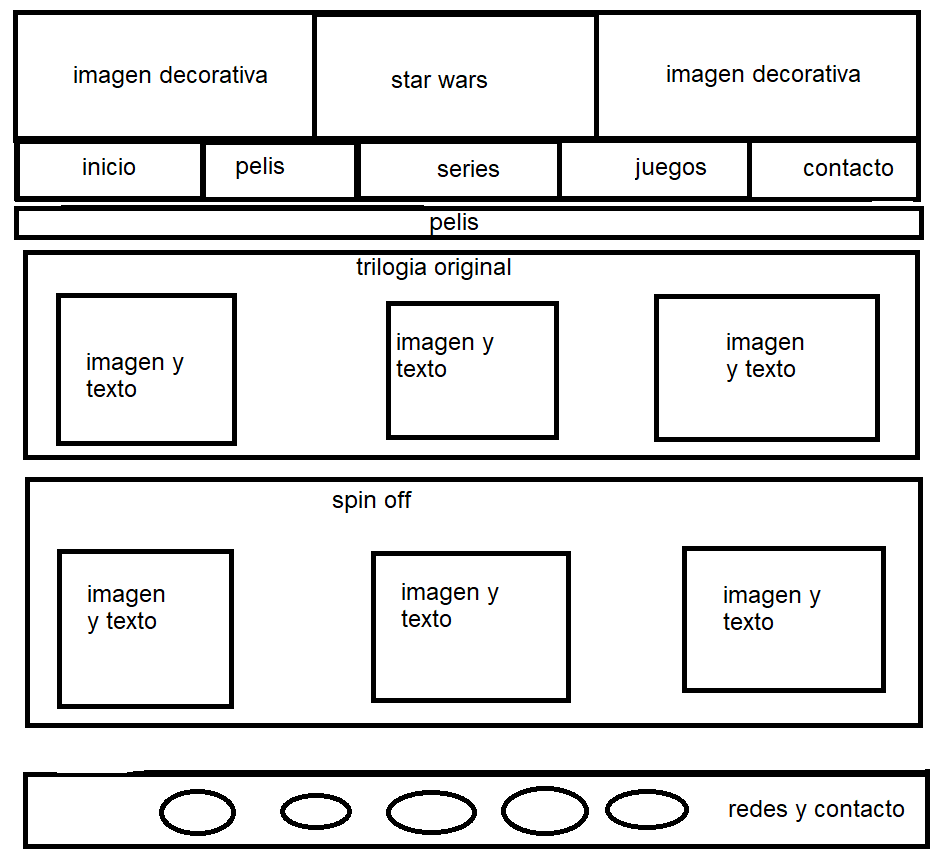 imagen decorativa
star wars
imagen decorativa
inicio
pelis
series
juegos
contacto
pelis
trilogia original
imagen y
texto
imagen y
texto
imagen
y texto
spin off
imagen
y texto
imagen y
texto
imagen y
texto
redes y contacto